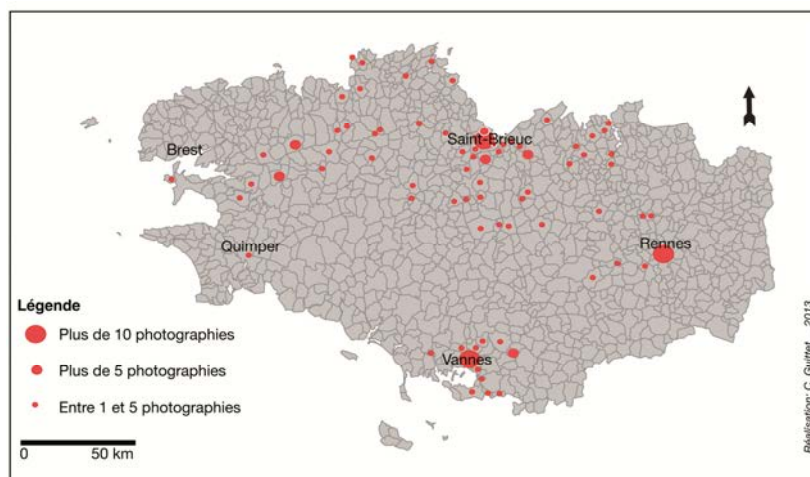 Brest
Saint-Brieuc
Quimper
Rennes
Vannes
Légende
Plus de 10 photographies
Plus de 5 photographies
Entre 1 et 5 photographies
0 50 km
Réalisation: C. Guittet 2013